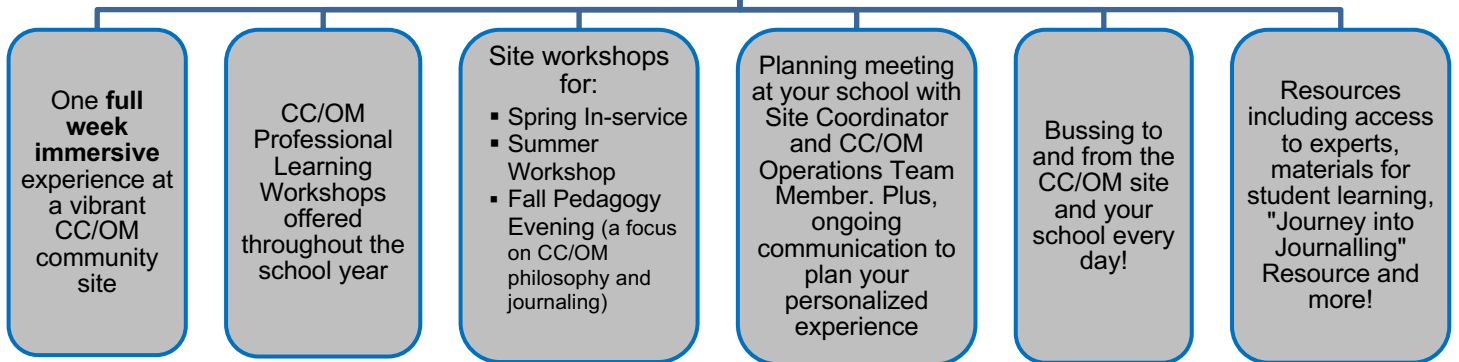 One full
week
immersive
experience at
a vibrant
CC/OM
community
site
CC/OM
Professional
Learning
Workshops
offered
throughout the
school year
Site workshops
for:
▪ Spring In-service
▪ Summer
Workshop
▪ Fall Pedagogy
Evening (a focus
on CC/OM
philosophy and
journaling)
Planning meeting
at your school with
Site Coordinator
and CC/OM
Operations Team
Member. Plus,
ongoing
communication to
plan your
personalized
experience
Bussing to
and from the
CC/OM site
and your
school every
day!
Resources
including access
to experts,
materials for
student learning,
"Journey into
Journalling"
Resource and
more!